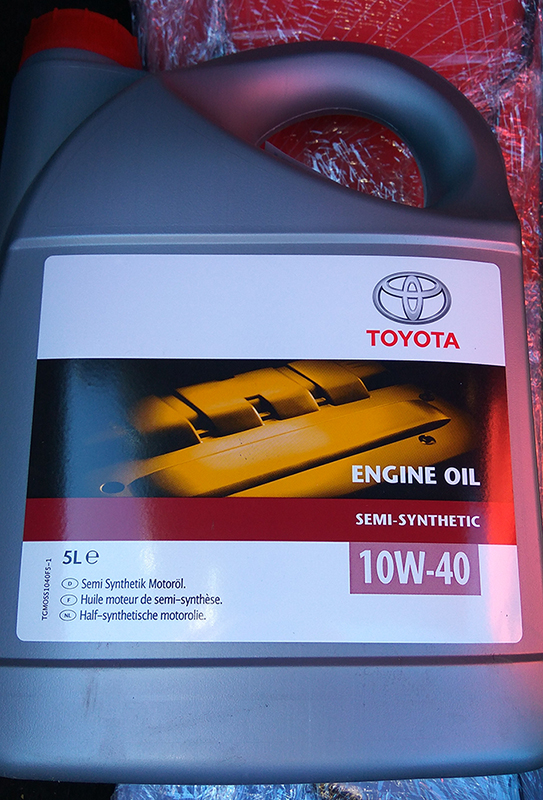 TOYOTA
ENGINE OIL
SEMI-SYNTHETIC
10W-40
5L ℮
D Semi Synthetik Motoröl.
F Huile moteur de semi-synthèse.
NL Half-synthetische motorolie.
TGMOSS1040F5-1